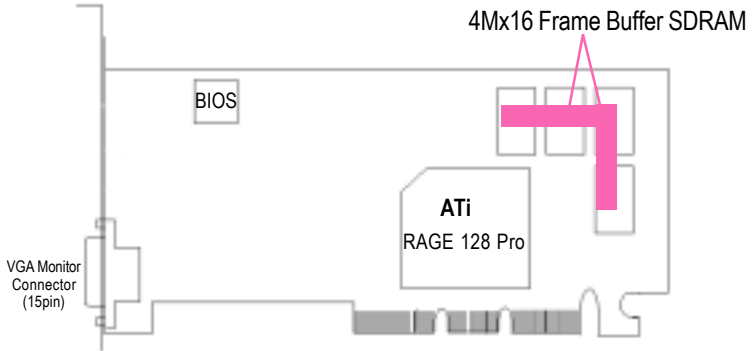 4Mx16 Frame Buffer SDRAM
BIOS
ATi
RAGE 128 Pro
VGA Monitor
Connector
(15pin)